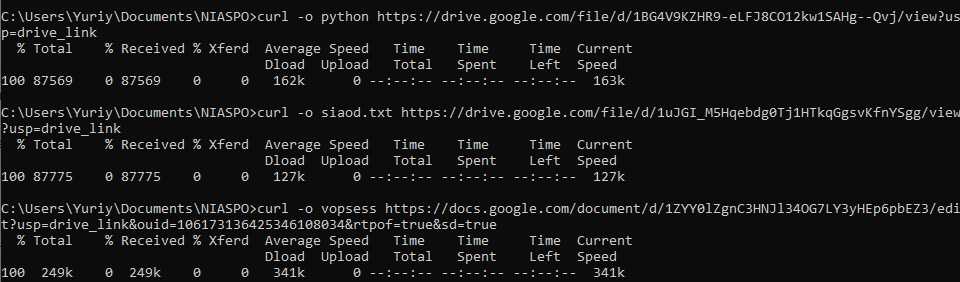 C:\Users\Yuriy\Documents\NIASPO>curl -o python https://drive.google.com/file/d/1BG4V9KZHR9-eLFJ8CO12kw1SAHg--Qvj/view?us
p=drive_link
  % Total    % Received % Xferd  Average Speed   Time    Time     Time  Current
                                 Dload  Upload   Total   Spent    Left  Speed
100 87569    0 87569    0     0   162k      0 --:--:-- --:--:-- --:--:--  163k
C:\Users\Yuriy\Documents\NIASPO>curl -o siaod.txt https://drive.google.com/file/d/1uJGI_M5Hqebdg0Tj1HTkqGgsvKfnYSgg/view
?usp=drive_link
  % Total    % Received % Xferd  Average Speed   Time    Time     Time  Current
                                 Dload  Upload   Total   Spent    Left  Speed
100 87775    0 87775    0     0   127k      0 --:--:-- --:--:-- --:--:--  127k
C:\Users\Yuriy\Documents\NIASPO>curl -o vopsess https://docs.google.com/document/d/1ZYY0lZgnC3HNJl34OG7LY3yHEp6pbEZ3/edi
t?usp=drive_link&ouid=106173136425346108034&rtpof=true&sd=true
  % Total    % Received % Xferd  Average Speed   Time    Time     Time  Current
                                 Dload  Upload   Total   Spent    Left  Speed
100  249k    0  249k    0     0   341k      0 --:--:-- --:--:-- --:--:--  341k